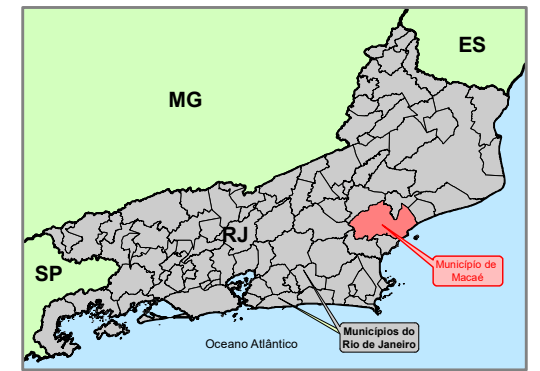 ES
MG
RJ
SP
Município de
Macaé
Municípios do
Rio de Janeiro
Oceano Atlântico